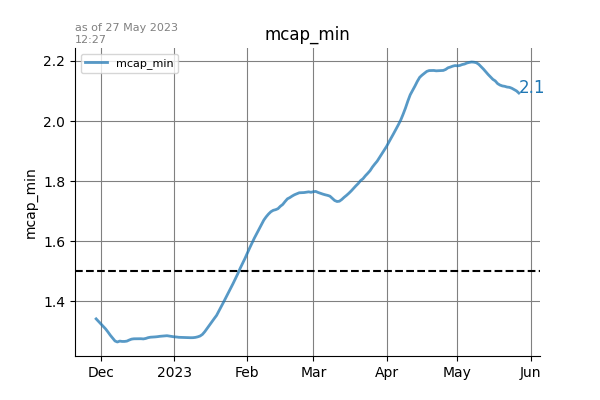 as of 27 May 2023
12:27
mcap_min
mcap_min
2.2
2.1
2.0
1.8
mcap_min
1.6
1.4
Dec 2023 Feb Mar Apr May Jun